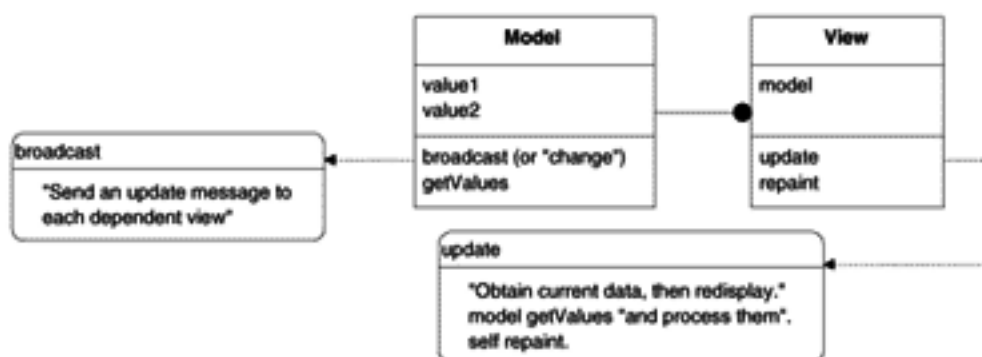 Model
value1
value2
broadcast (or "change")
getValues
View
model
update
repaint
broadcast
"Send an update message to
each dependent view"
update
"Obtain current data, then redisplay."
model getValues "and process them".
self repaint.